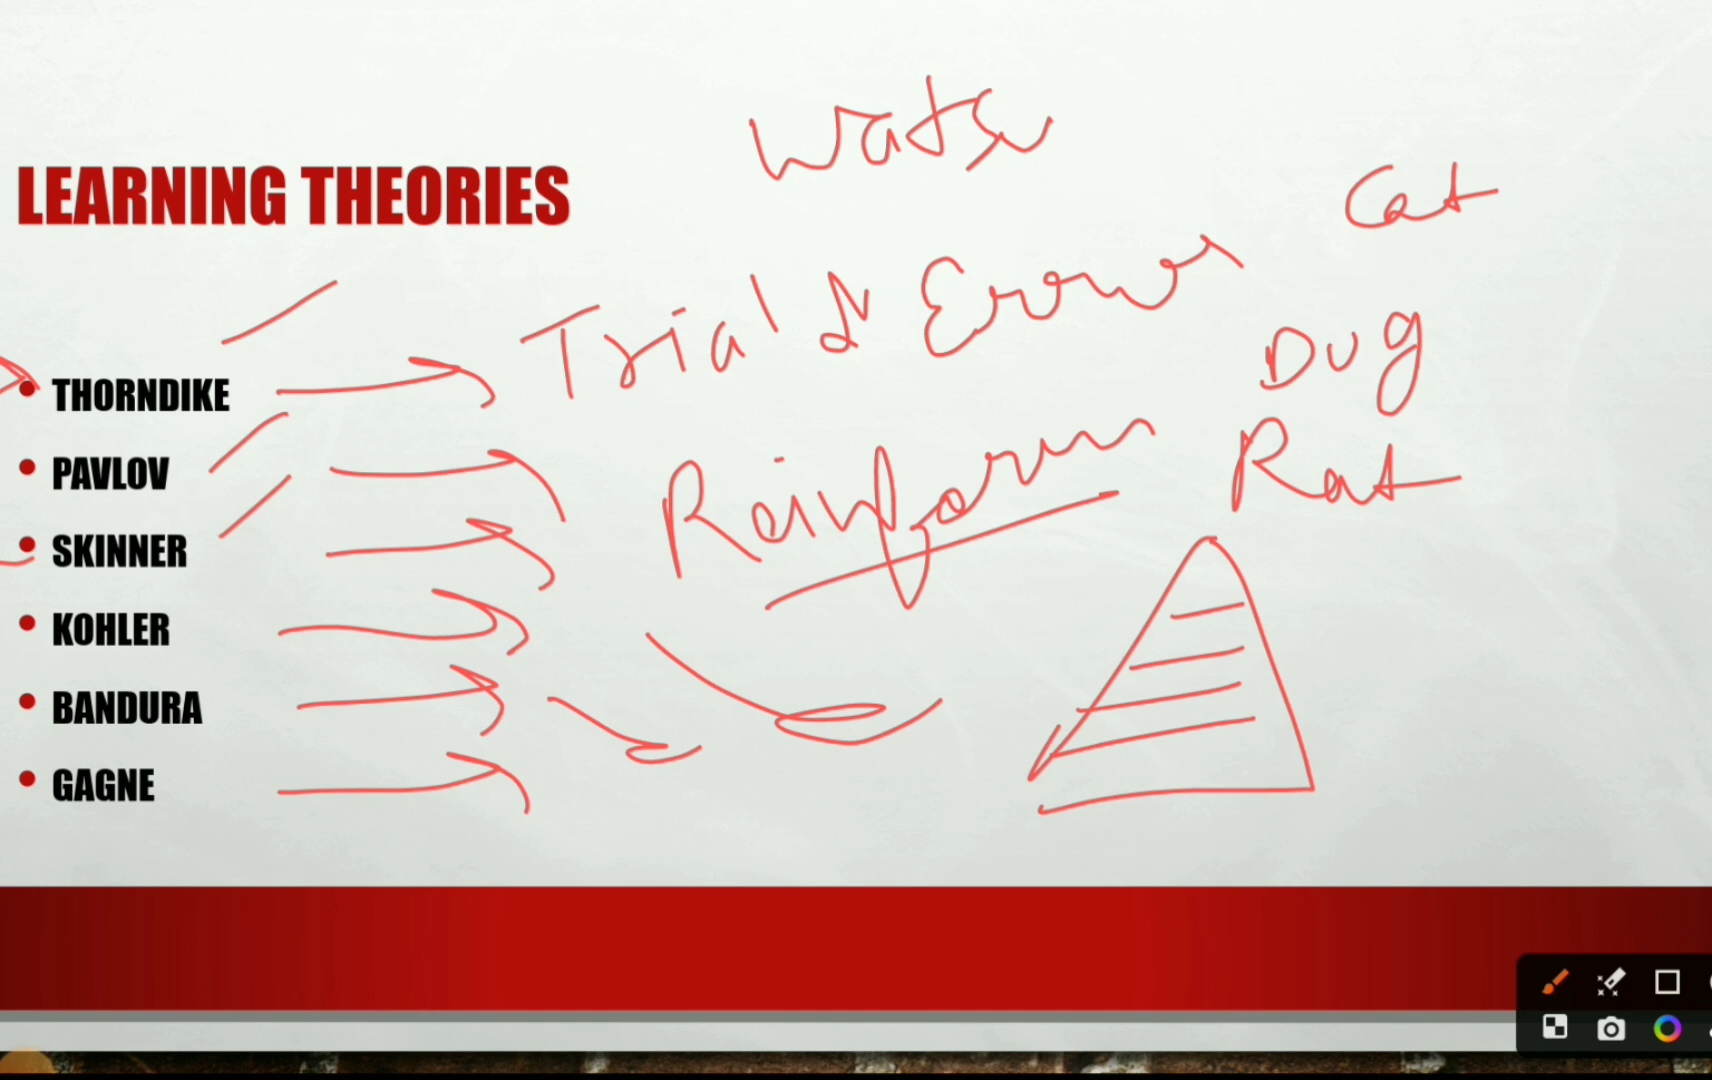 Wats
LEARNING THEORIES
Cat
Trial & Error
Dog
• THORNDIKE
• PAVLOV
Reinforcem
Rat
• SKINNER
• KOHLER
• BANDURA
• GAGNE